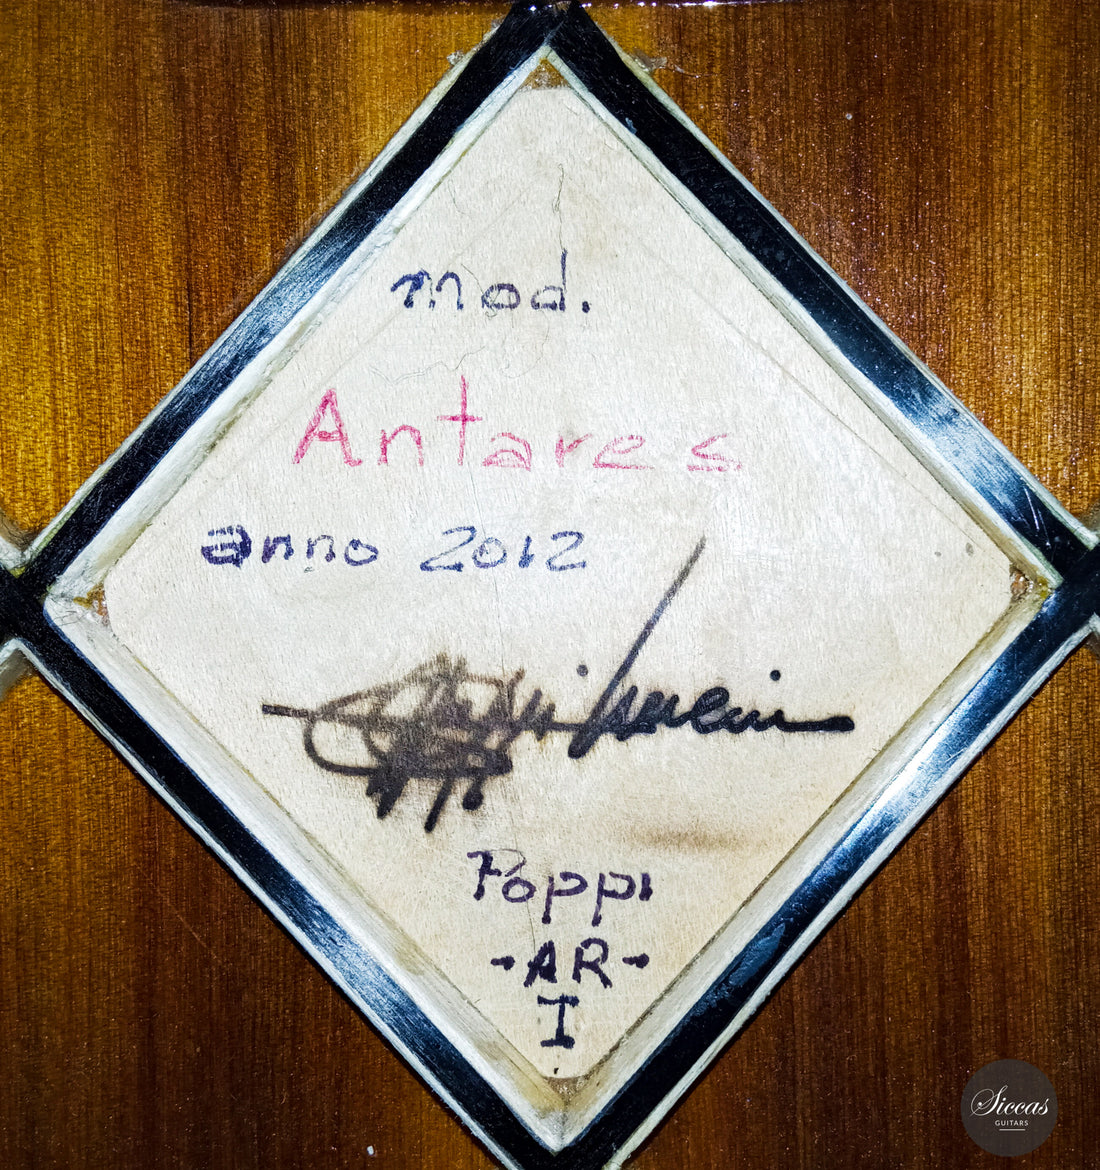 mod.
Antares
anno 2012
Poppi
-AR-
I
Siccas
GUITARS